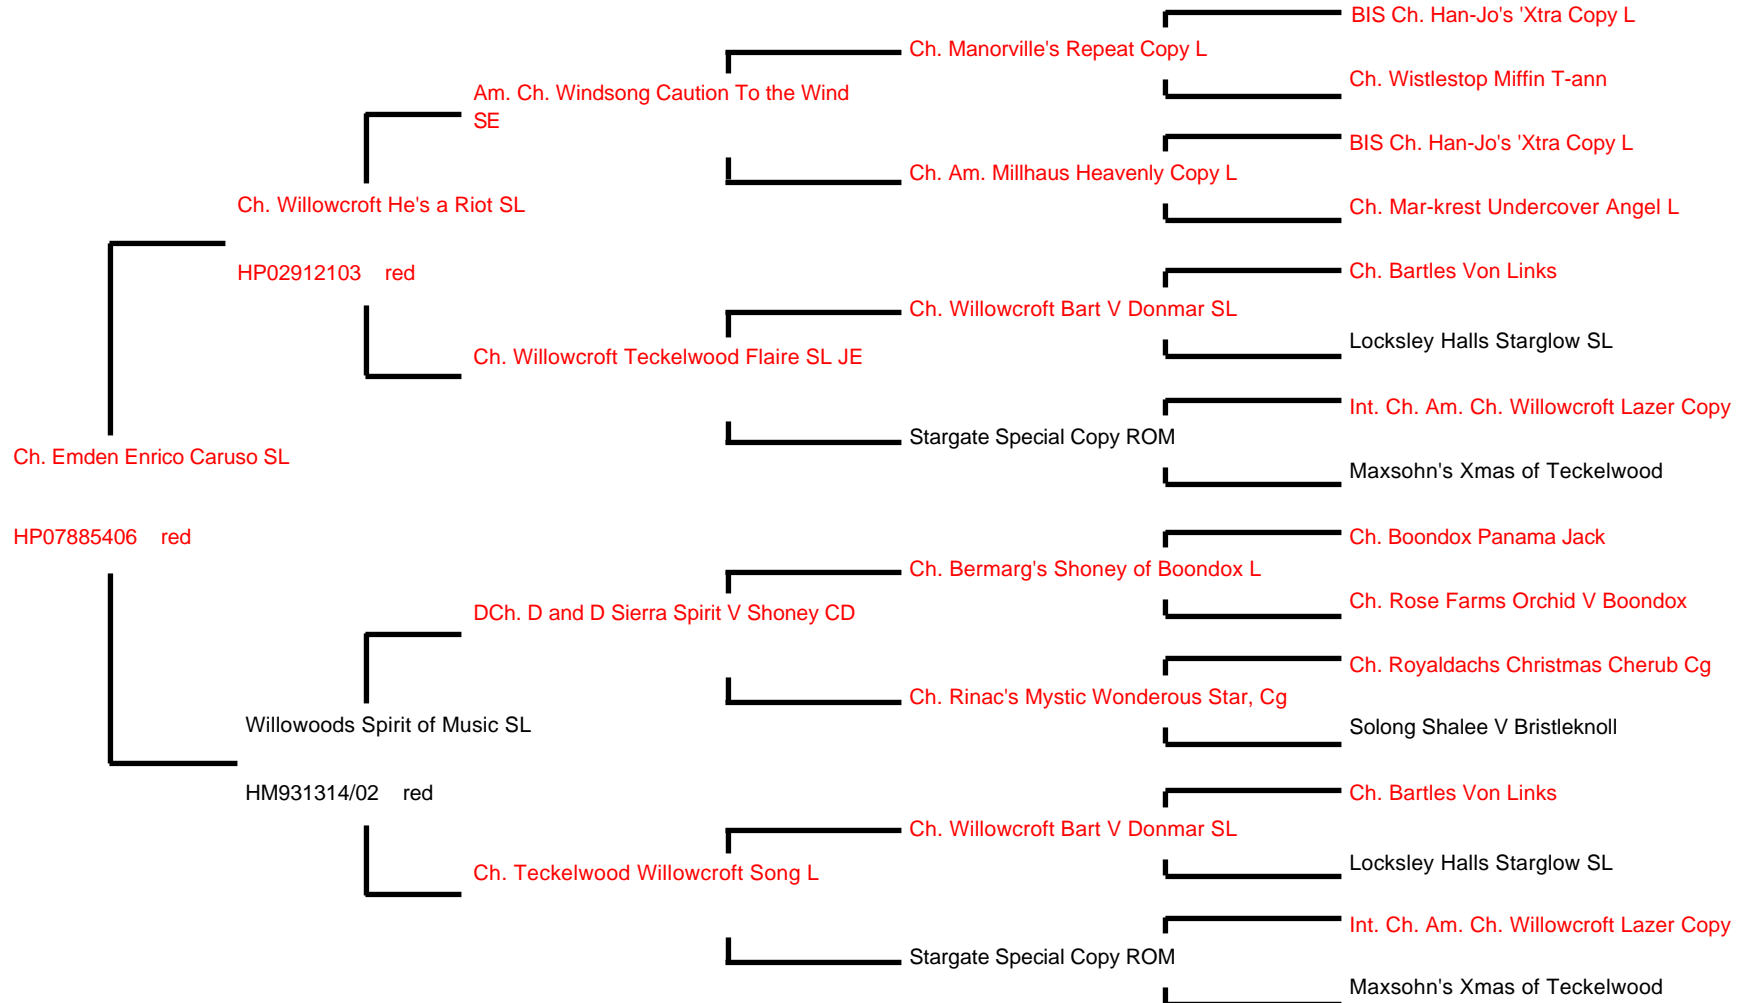 BIS Ch. Han-Jo's 'Xtra Copy L
Ch. Manorville's Repeat Copy L
Ch. Wistlestop Miffin T-ann
Am. Ch. Windsong Caution To the Wind
SE
BIS Ch. Han-Jo's 'Xtra Copy L
Ch. Am. Millhaus Heavenly Copy L
Ch. Mar-krest Undercover Angel L
Ch. Willowcroft He's a Riot SL
HP02912103 red
Ch. Bartles Von Links
Ch. Willowcroft Bart V Donmar SL
Locksley Halls Starglow SL
Ch. Willowcroft Teckelwood Flaire SL JE
Int. Ch. Am. Ch. Willowcroft Lazer Copy
Stargate Special Copy ROM
Maxsohn's Xmas of Teckelwood
Ch. Emden Enrico Caruso SL
HP07885406 red
Ch. Boondox Panama Jack
Ch. Bermarg's Shoney of Boondox L
Ch. Rose Farms Orchid V Boondox
DCh. D and D Sierra Spirit V Shoney CD
Ch. Royaldachs Christmas Cherub Cg
Ch. Rinac's Mystic Wonderous Star, Cg
Solong Shalee V Bristleknoll
Willowoods Spirit of Music SL
HM931314/02 red
Ch. Bartles Von Links
Ch. Willowcroft Bart V Donmar SL
Locksley Halls Starglow SL
Ch. Teckelwood Willowcroft Song L
Int. Ch. Am. Ch. Willowcroft Lazer Copy
Stargate Special Copy ROM
Maxsohn's Xmas of Teckelwood